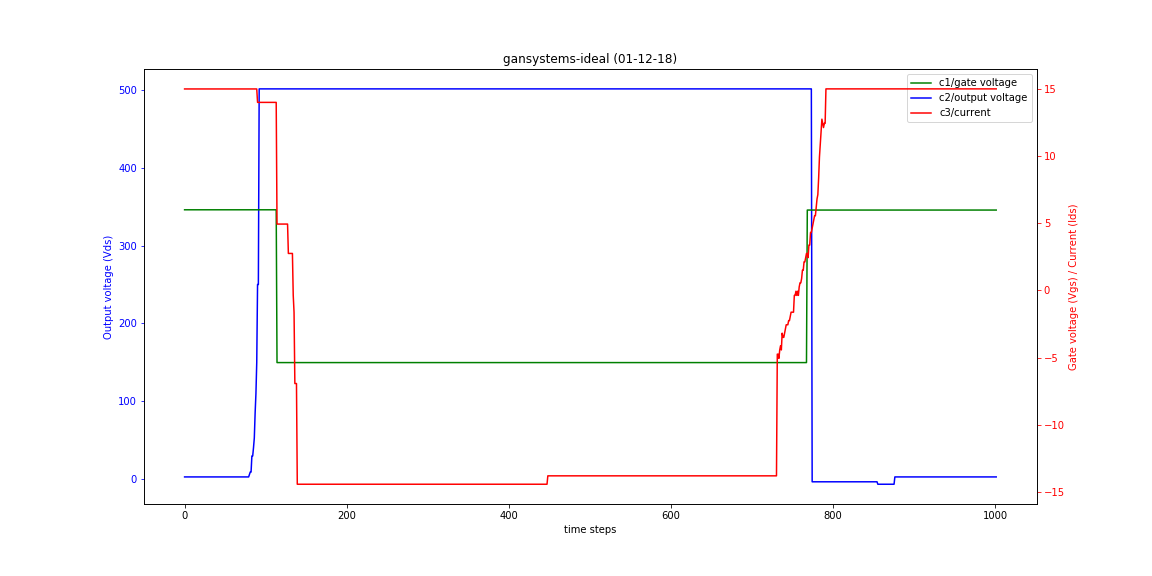 gansystems-ideal (01-12-18)
c1/gate voltage
c2/output voltage
c3/current
Output voltage (Vds)
500
400
300
200
100
0
15
10
5
0
−5
−10
−15
Gate voltage (Vgs) / Current (Ids)
0 200 400 600 800 1000
time steps